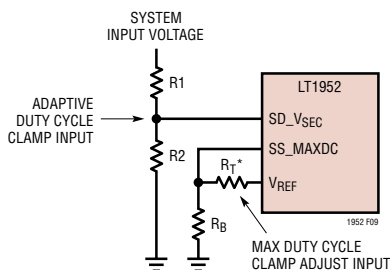 SYSTEM
INPUT VOLTAGE
R1
ADAPTIVE
DUTY CYCLE
CLAMP INPUT
R2
LT1952
SD_VSEC
SS_MAXDC
RT*
VREF
RB
1952 F09
MAX DUTY CYCLE
CLAMP ADJUST INPUT